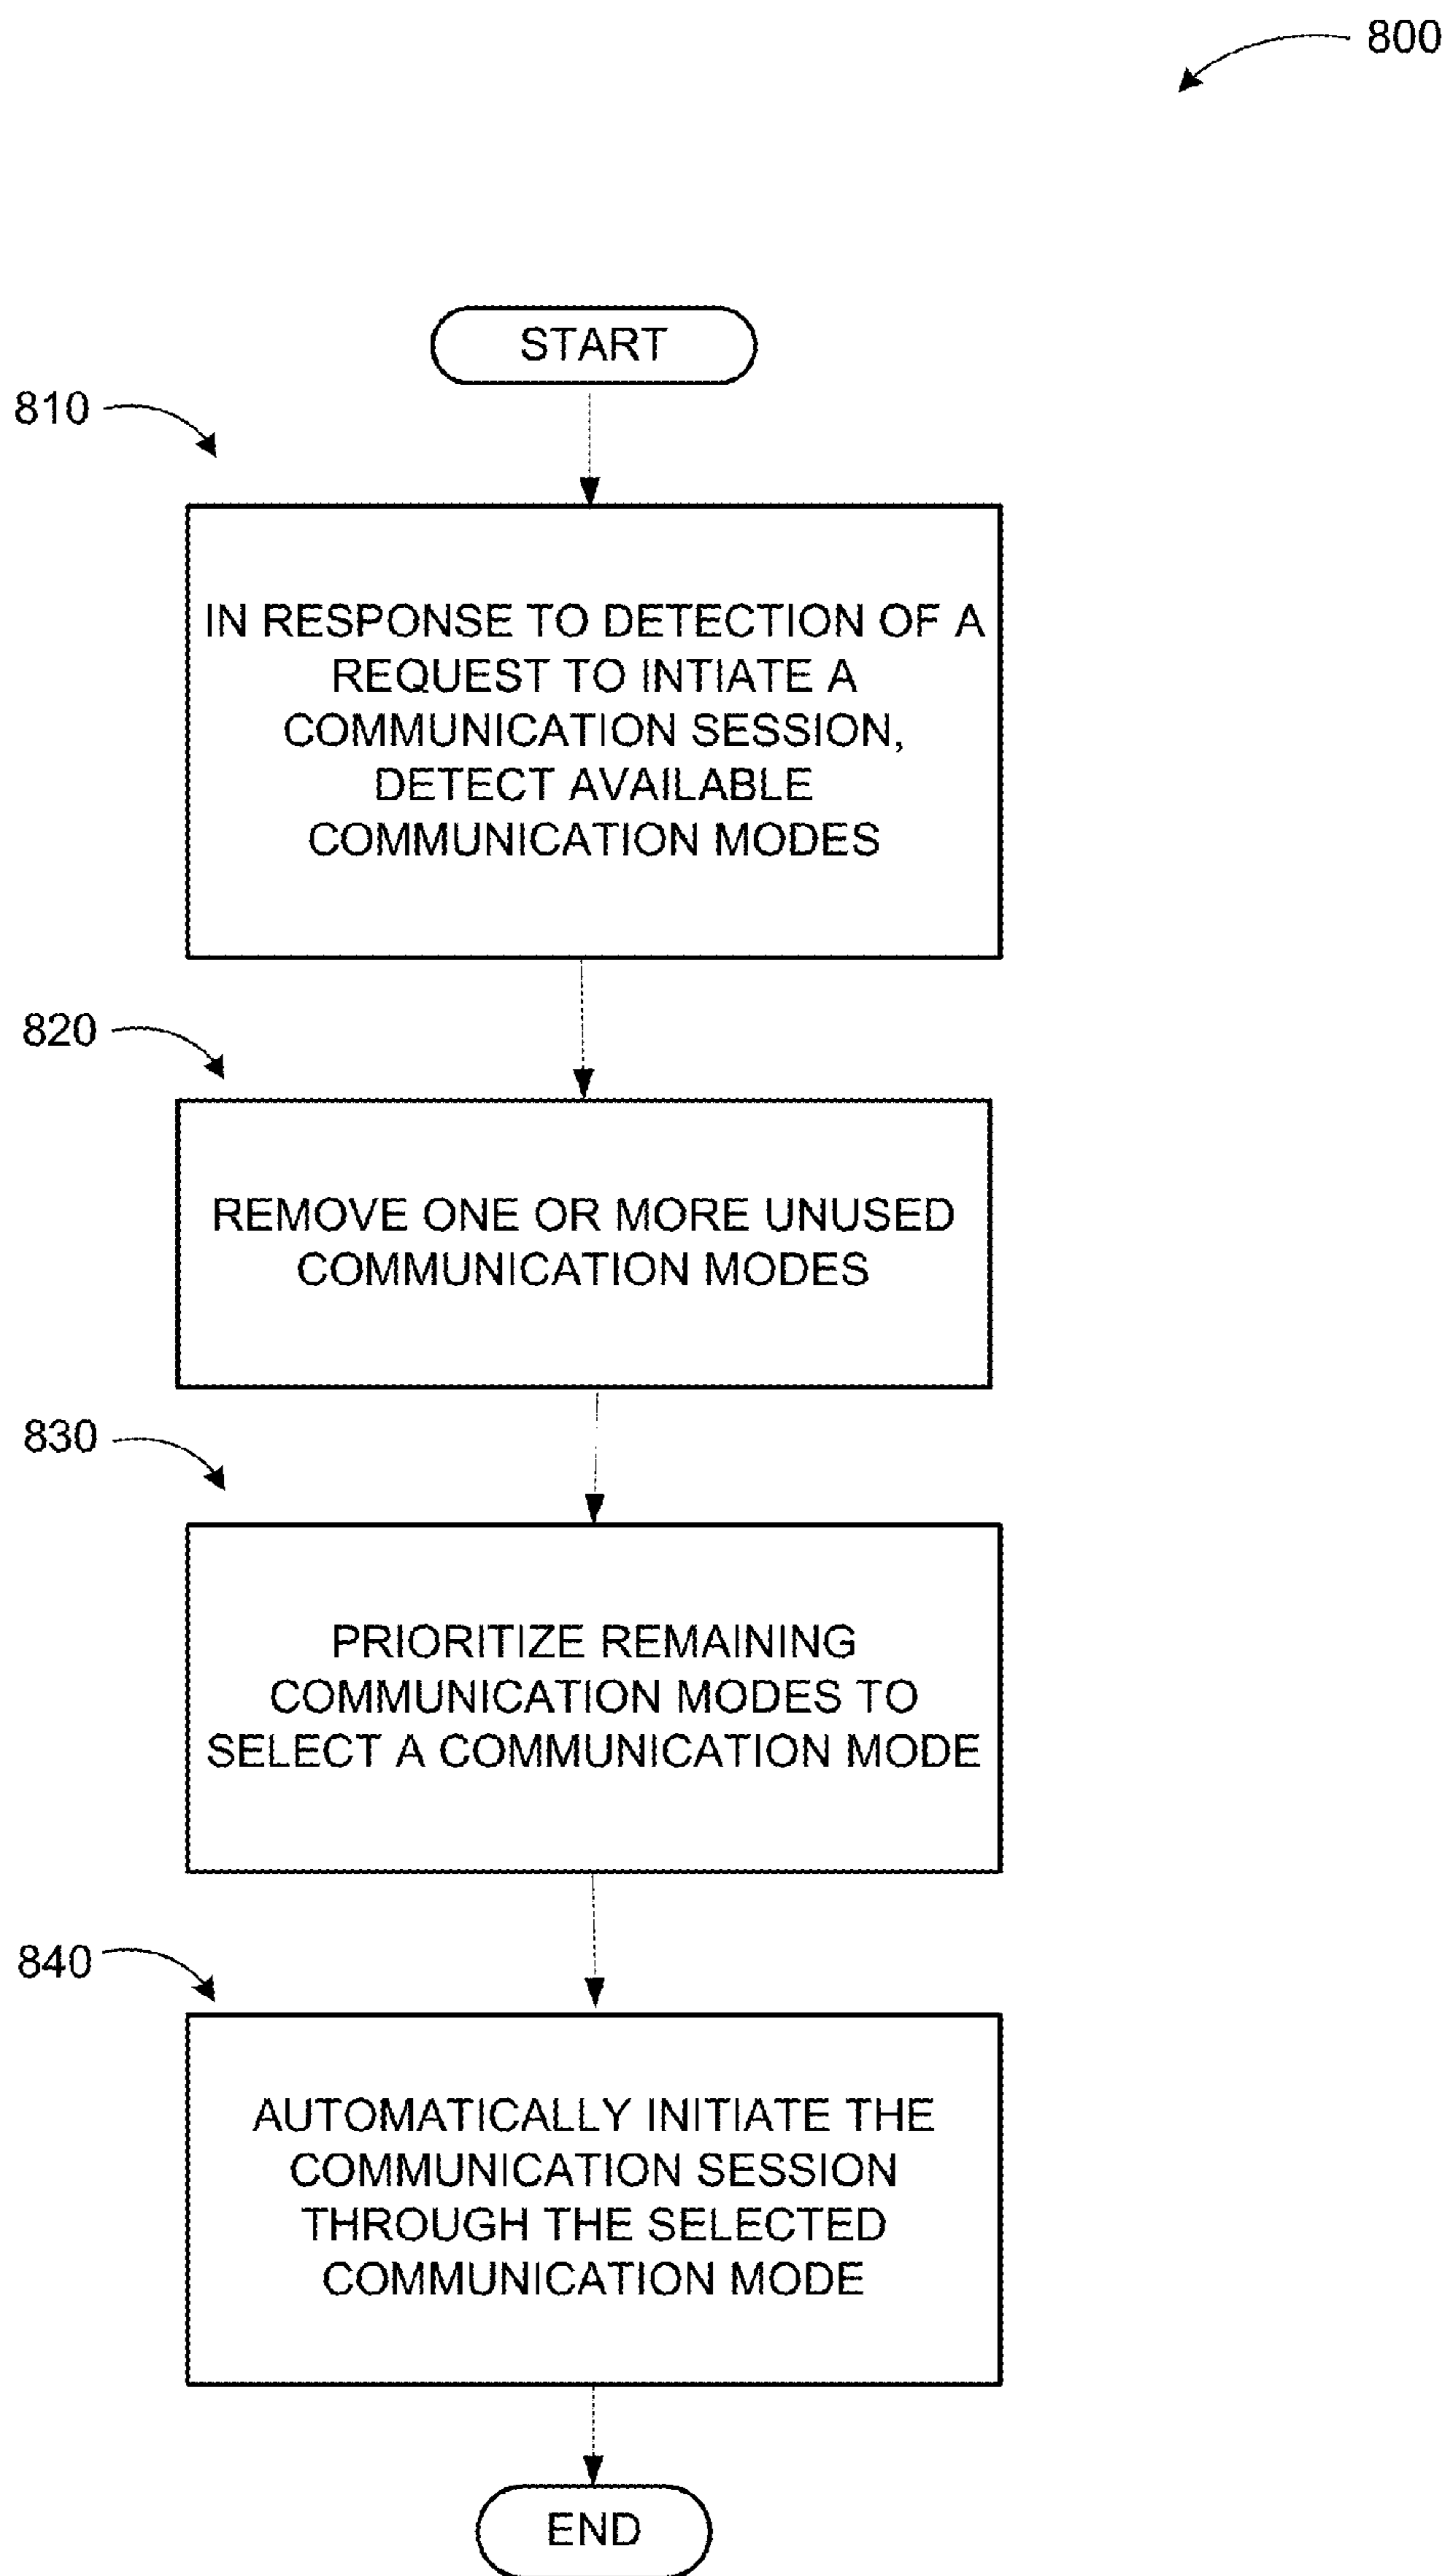 800
START
810
IN RESPONSE TO DETECTION OF A
REQUEST TO INTIATE A
COMMUNICATION SESSION,
DETECT AVAILABLE
COMMUNICATION MODES
820
REMOVE ONE OR MORE UNUSED
COMMUNICATION MODES
830
PRIORITIZE REMAINING
COMMUNICATION MODES TO
SELECT A COMMUNICATION MODE
840
AUTOMATICALLY INITIATE THE
COMMUNICATION SESSION
THROUGH THE SELECTED
COMMUNICATION MODE
END